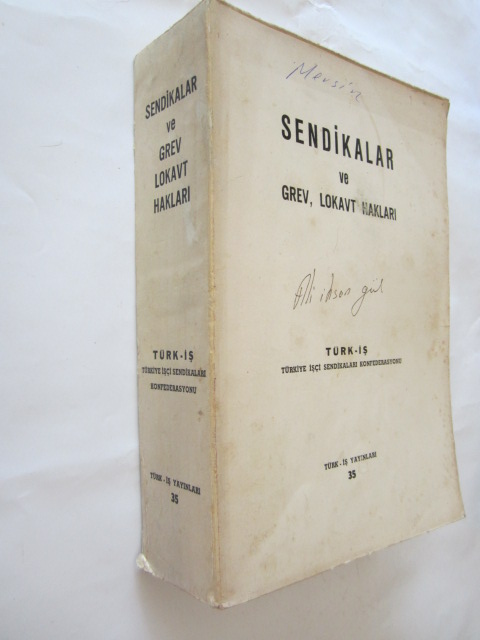 SENDİKALAR
ve
GREV
LOKAVT
HAKLARI
TÜRK-İŞ
TÜRKİYE İŞÇİ SENDİKALARI
KONFEDERASYONU
TÜRK-İŞ YAYINLARI
35
Mersin
SENDİKALAR
ve
GREV, LOKAVT HAKLARI
Ali ihsan gül
TÜRK-İŞ
TÜRKİYE İŞÇİ SENDİKALARI KONFEDERASYONU
TÜRK-İŞ YAYINLARI
35